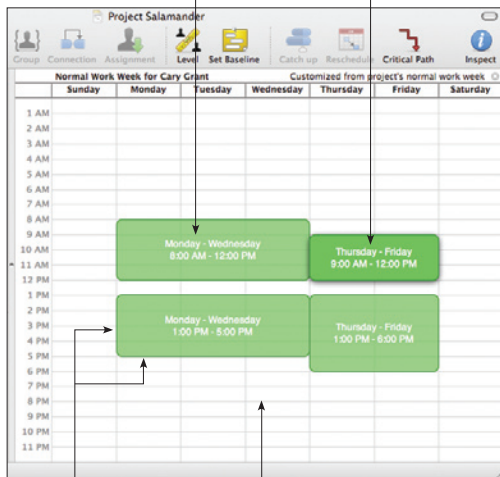 Project Salamander
Group Connection Assignment Level Set Baseline Catch up Reschedule Critical Path Inspect
Normal Work Week for Cary Grant Customized from project's normal work week
Sunday Monday Tuesday Wednesday Thursday Friday Saturday
1 AM
2 AM
3 AM
4 AM
5 AM
6 AM
7 AM
8 AM
9 AM
10 AM
11 AM
12 PM
1 PM
2 PM
3 PM
4 PM
5 PM
6 PM
7 PM
8 PM
9 PM
10 PM
11 PM
Monday - Wednesday
8:00 AM - 12:00 PM
Thursday - Friday
9:00 AM - 12:00 PM
Monday - Wednesday
1:00 PM - 5:00 PM
Thursday - Friday
1:00 PM - 6:00 PM